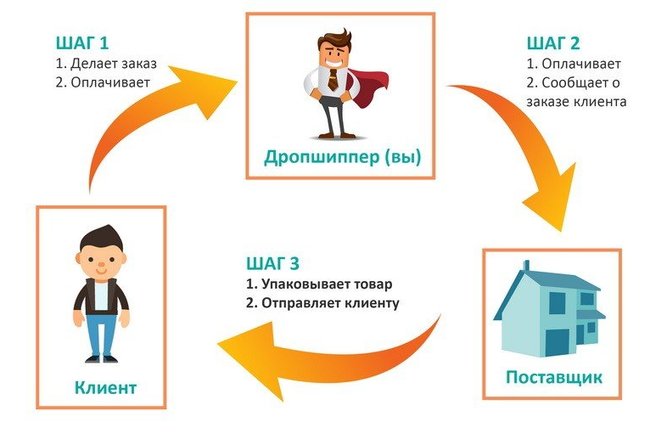 ШАГ 1
1. Делает заказ
2. Оплачивает
Дропшиппер (вы)
ШАГ 2
1. Оплачивает
2. Сообщает о
заказе клиента
ШАГ 3
1. Упаковывает товар
2. Отправляет клиенту
Клиент
Поставщик